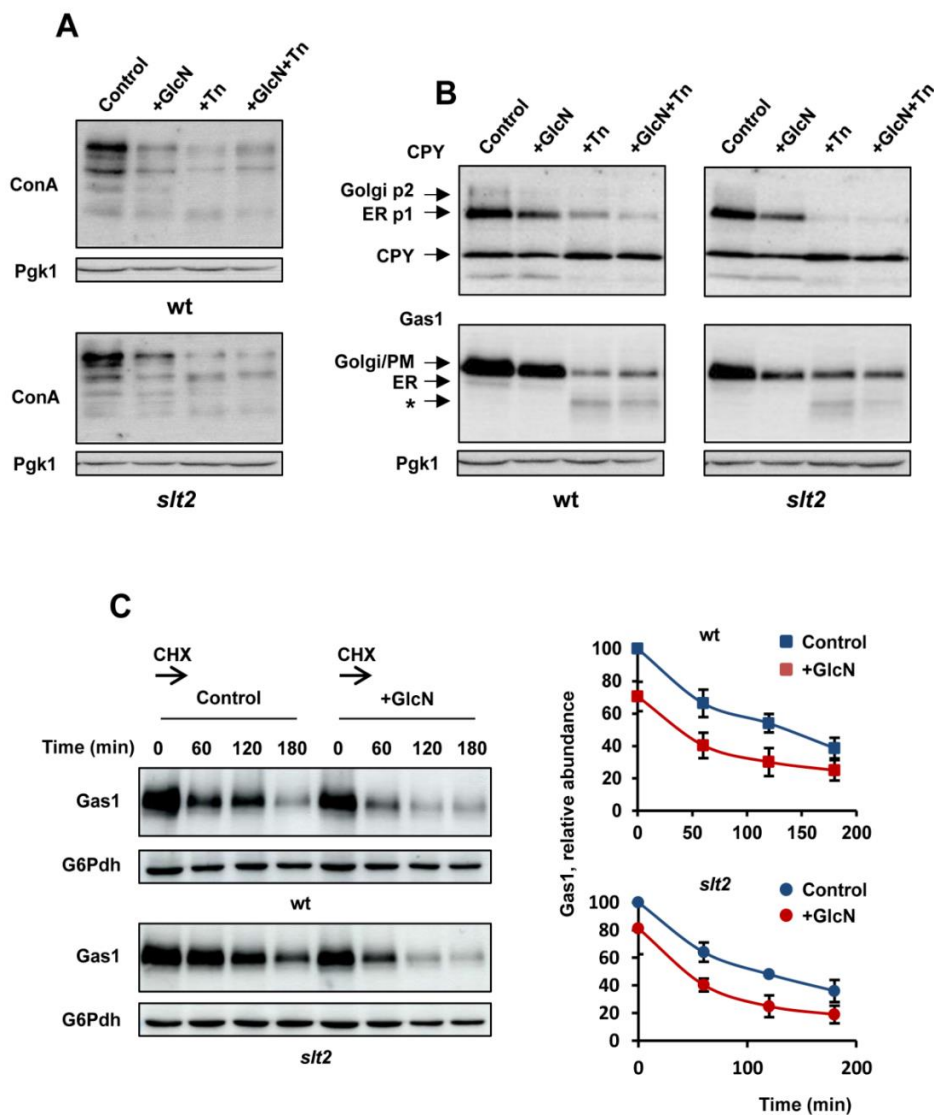 A
Control
+GlcN
+Tn
+GlcN+Tn
ConA
Pgk1
wt
ConA
Pgk1
slt2
B
Control
+GlcN
+Tn
+GlcN+Tn
Control
+GlcN
+Tn
+GlcN+Tn
CPY
Golgi p2
ER p1
CPY
Gas1
Golgi/PM
ER
*
Pgk1
wt
slt2
C
CHX
CHX
Control
+GlcN
Time (min) 0 60 120 180 0 60 120 180
Gas1
G6Pdh
wt
Gas1
G6Pdh
slt2
Gas1, relative abundance
wt
Control
+GlcN
100
80
60
40
20
0
0 50 100 150 200
slt2
Control
+GlcN
100
80
60
40
20
0
0 100 200
Time (min)